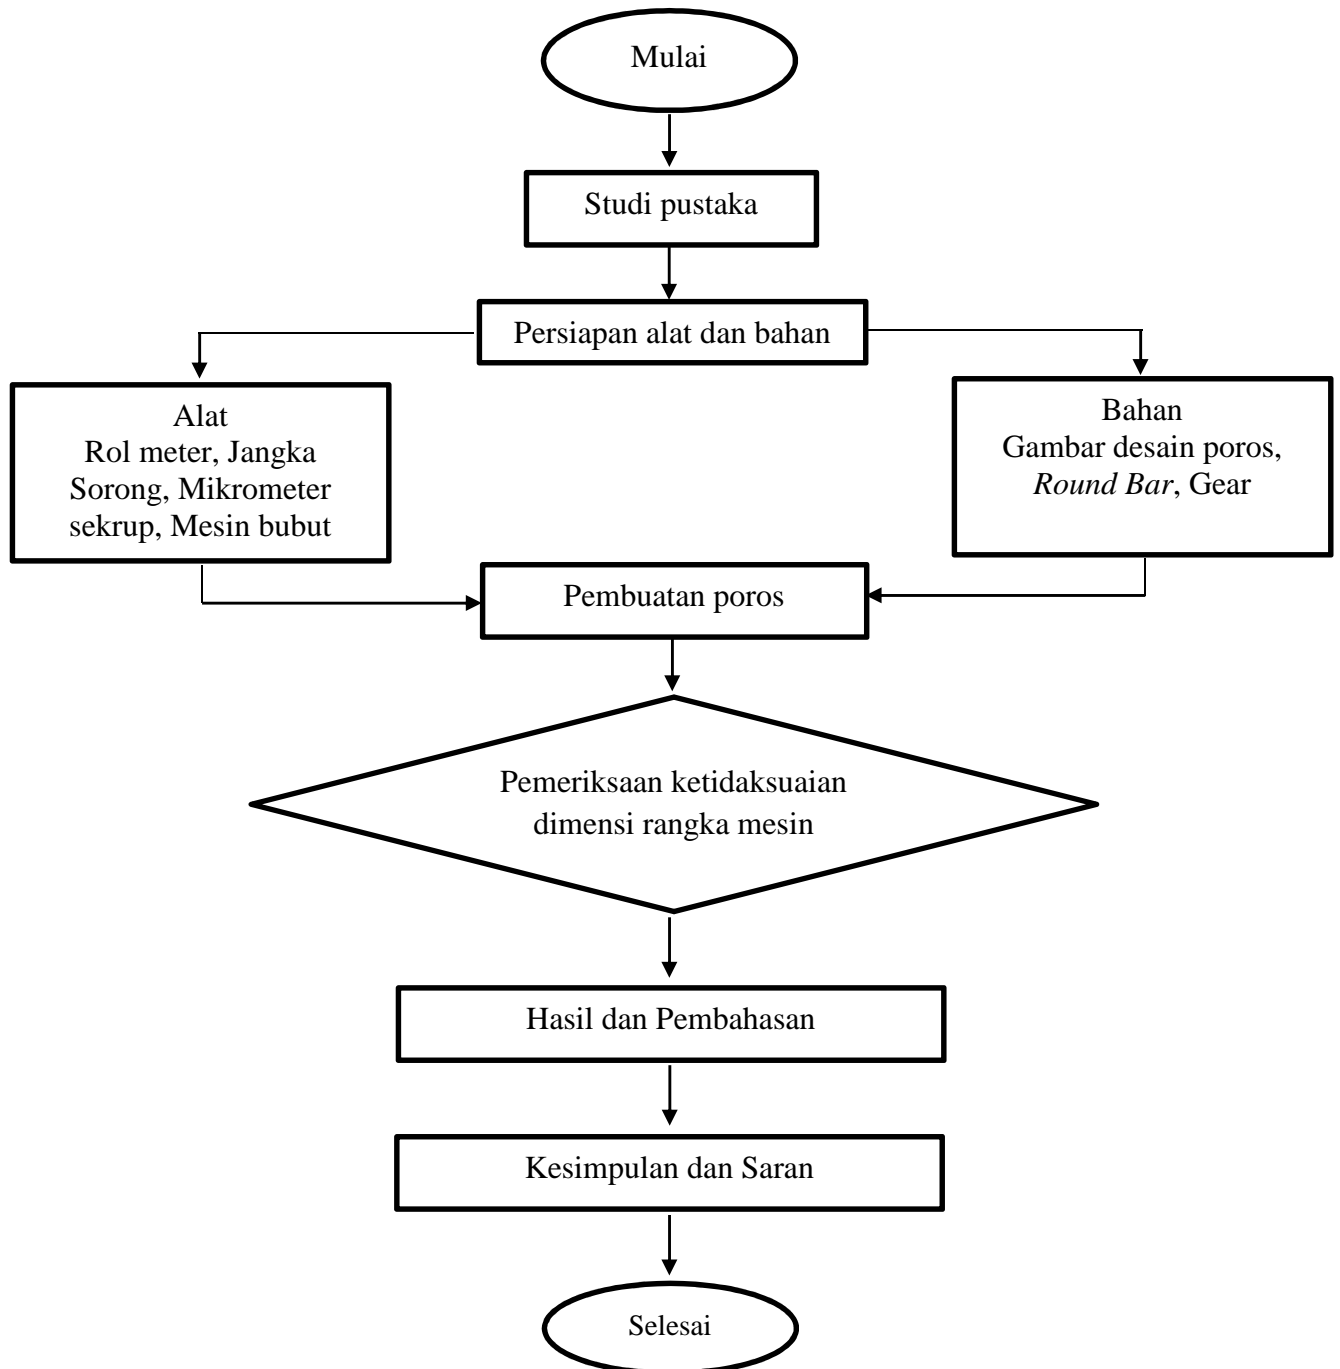 Mulai
Studi pustaka
Persiapan alat dan bahan
Alat
Rol meter, Jangka
Sorong, Mikrometer
sekrup, Mesin bubut
Bahan
Gambar desain poros,
Round Bar, Gear
Pembuatan poros
Pemeriksaan ketidaksuaian
dimensi rangka mesin
Hasil dan Pembahasan
Kesimpulan dan Saran
Selesai